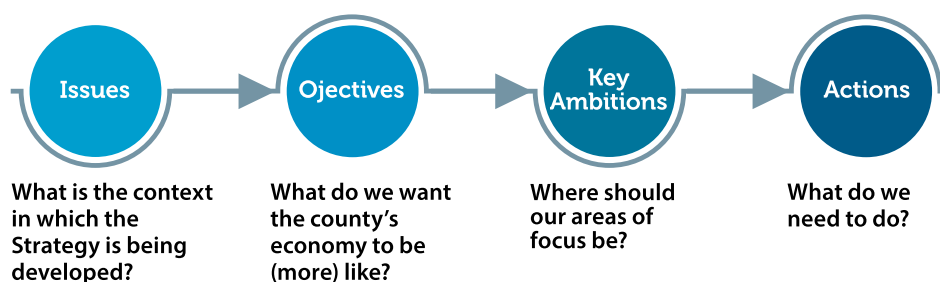 Issues
Ojectives
Key
Ambitions
Actions
What is the context
in which the
Strategy is being
developed?
What do we want
the county's
economy to be
(more) like?
Where should
our areas of
focus be?
What do we
need to do?